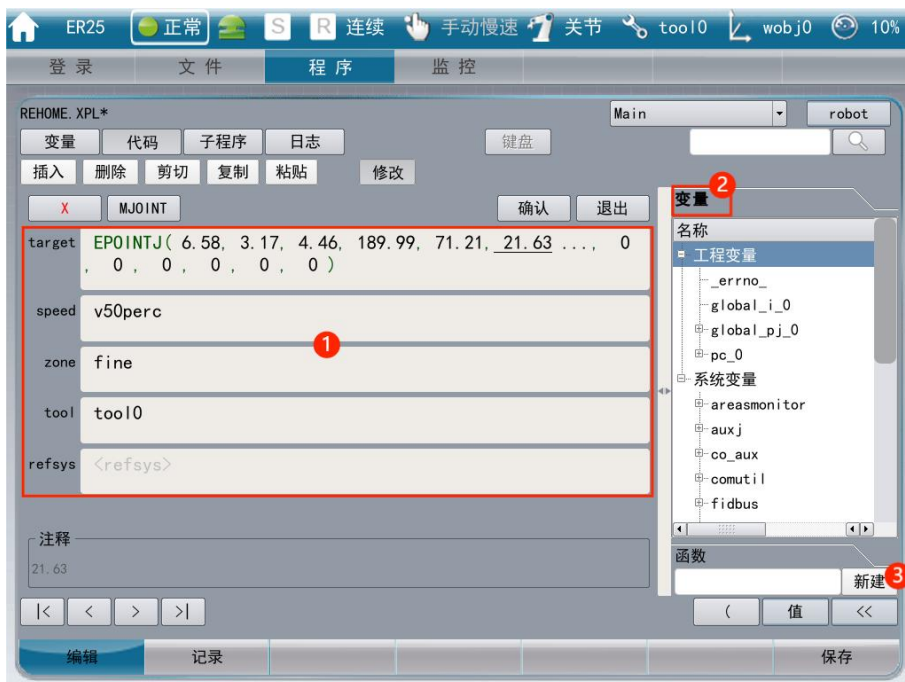 ER25 正常 S R 连续 手动慢速 关节 tool0 wobj0 10%
登录 文件 程序 监控
REHOME.XPL* Main robot
变量 代码 子程序 日志 键盘
插入 删除 剪切 复制 粘贴 修改
X MJOINT 确认 退出
target EPOINTJ( 6.58, 3.17, 4.46, 189.99, 71.21, 21.63 ..., 0
, 0 , 0 , 0 , 0 , 0 )
speed v50perc
1
zone fine
tool tool0
refsys <refsys>
注释
21.63
|< < > >|
变量 2
名称
工程变量
_errno_
global_i_0
global_pj_0
pc_0
系统变量
areasmonitor
auxj
co_aux
comutil
fidbus
函数
新建 3
( 值 <<
编辑 记录 保存